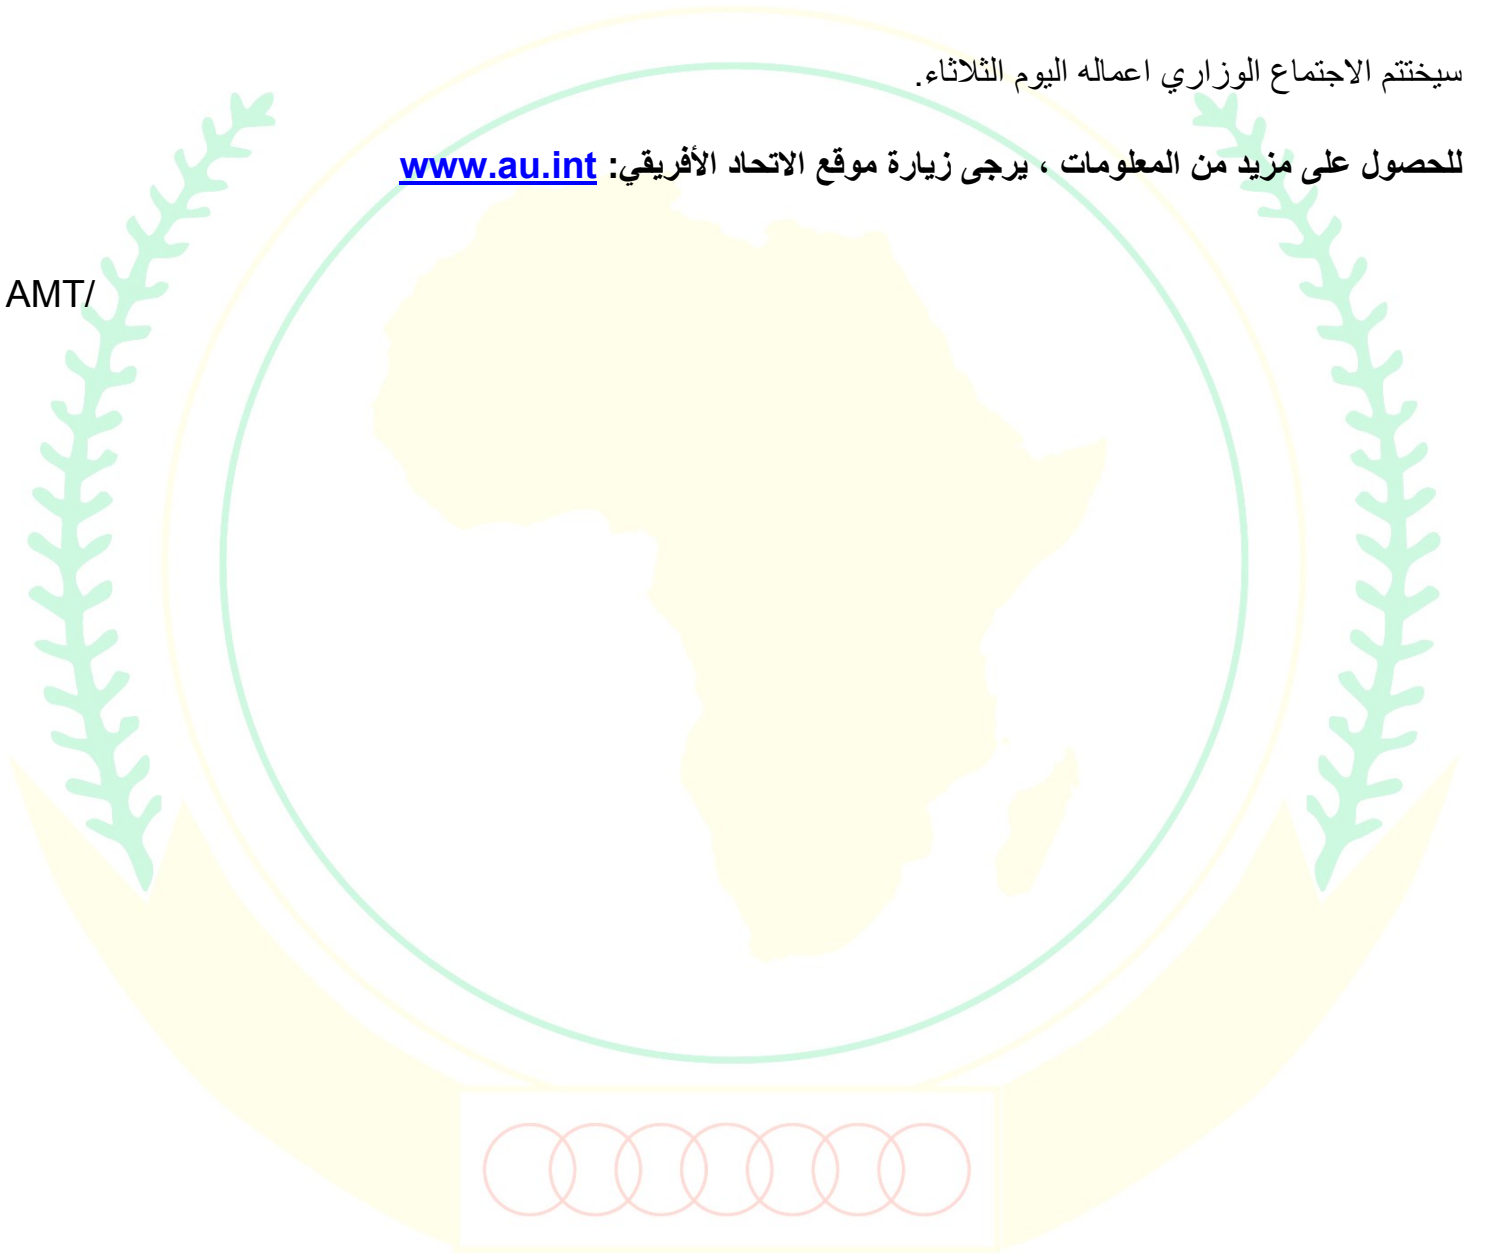 سيختتم الاجتماع الوزاري اعماله اليوم الثلاثاء.
للحصول على مزيد من المعلومات ، يرجى زيارة موقع الاتحاد الأفريقي: www.au.int
AMT/